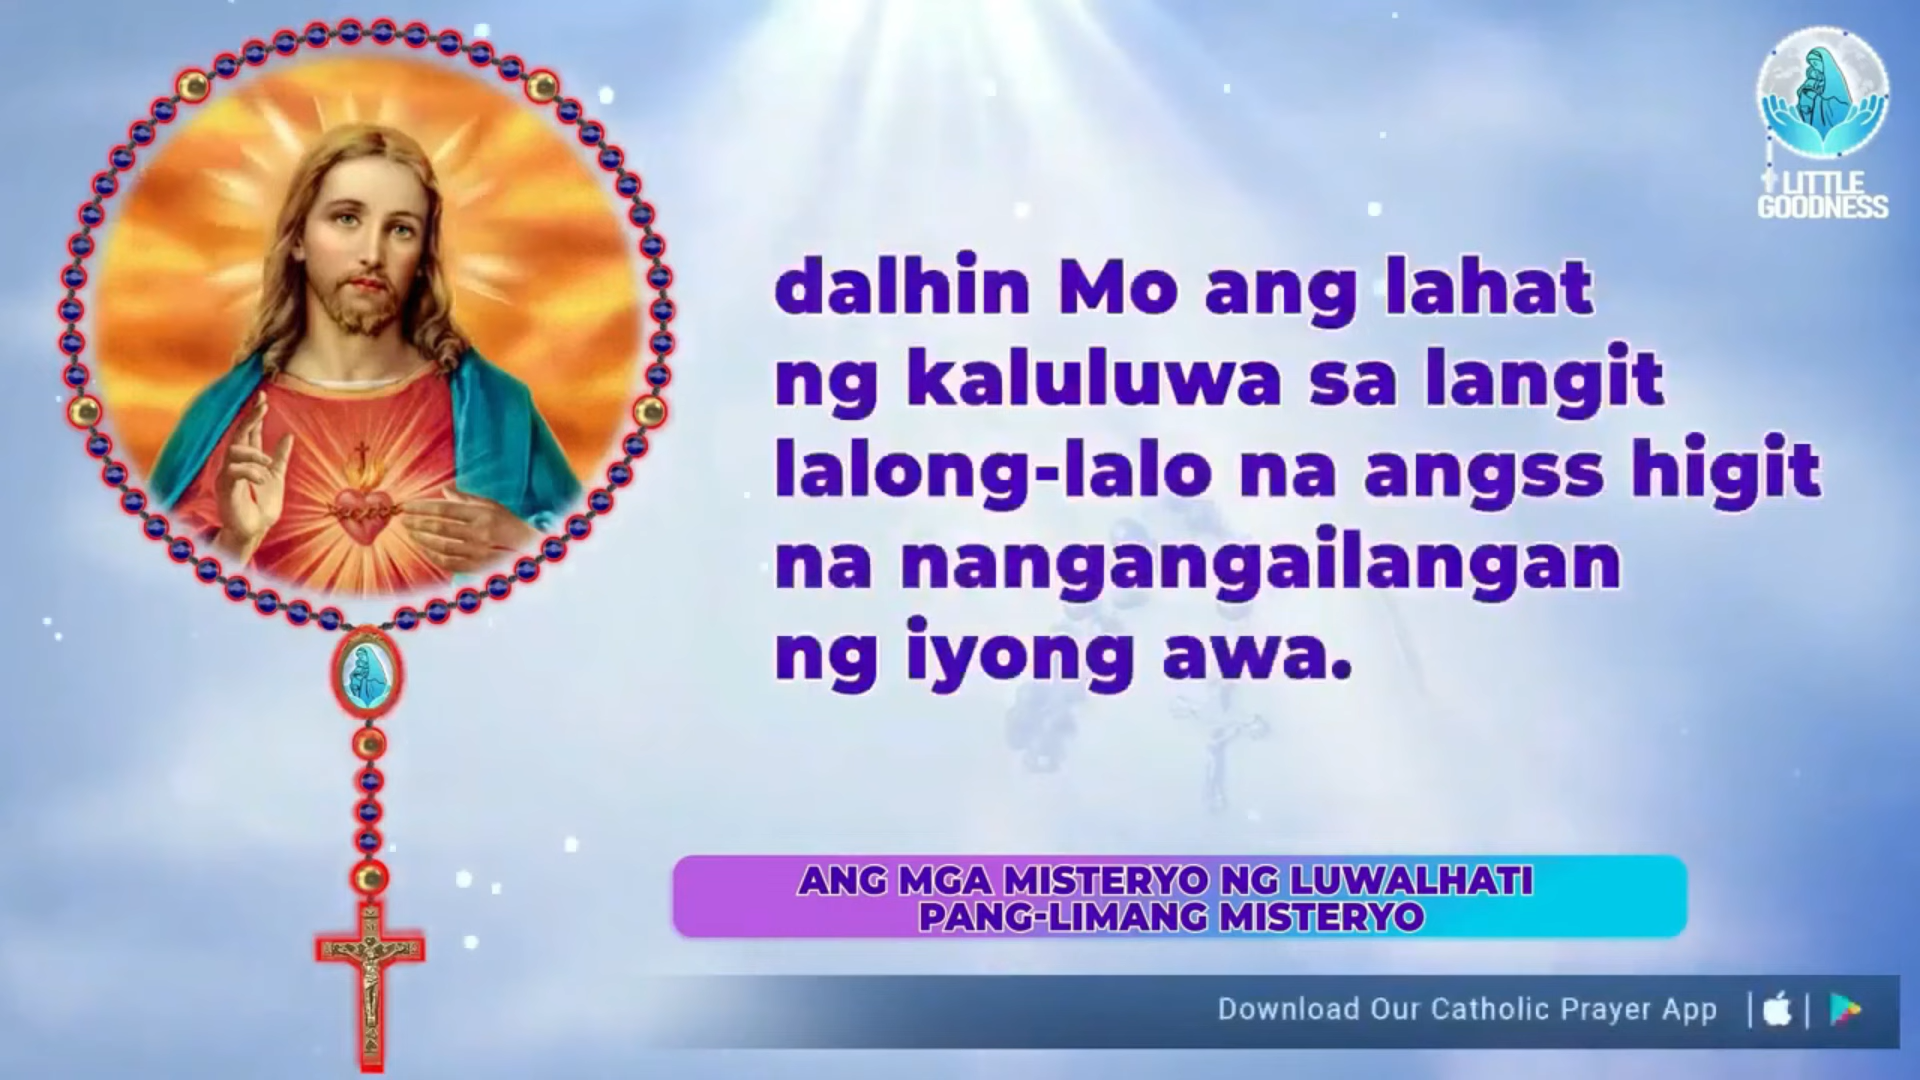 LITTLE
GOODNESS
dalhin Mo ang lahat
ng kaluluwa sa langit
lalong-lalo na angss higit
na nangangailangan
ng iyong awa.
ANG MGA MISTERYO NG LUWALHATI
PANG-LIMANG MISTERYO
Download Our Catholic Prayer App